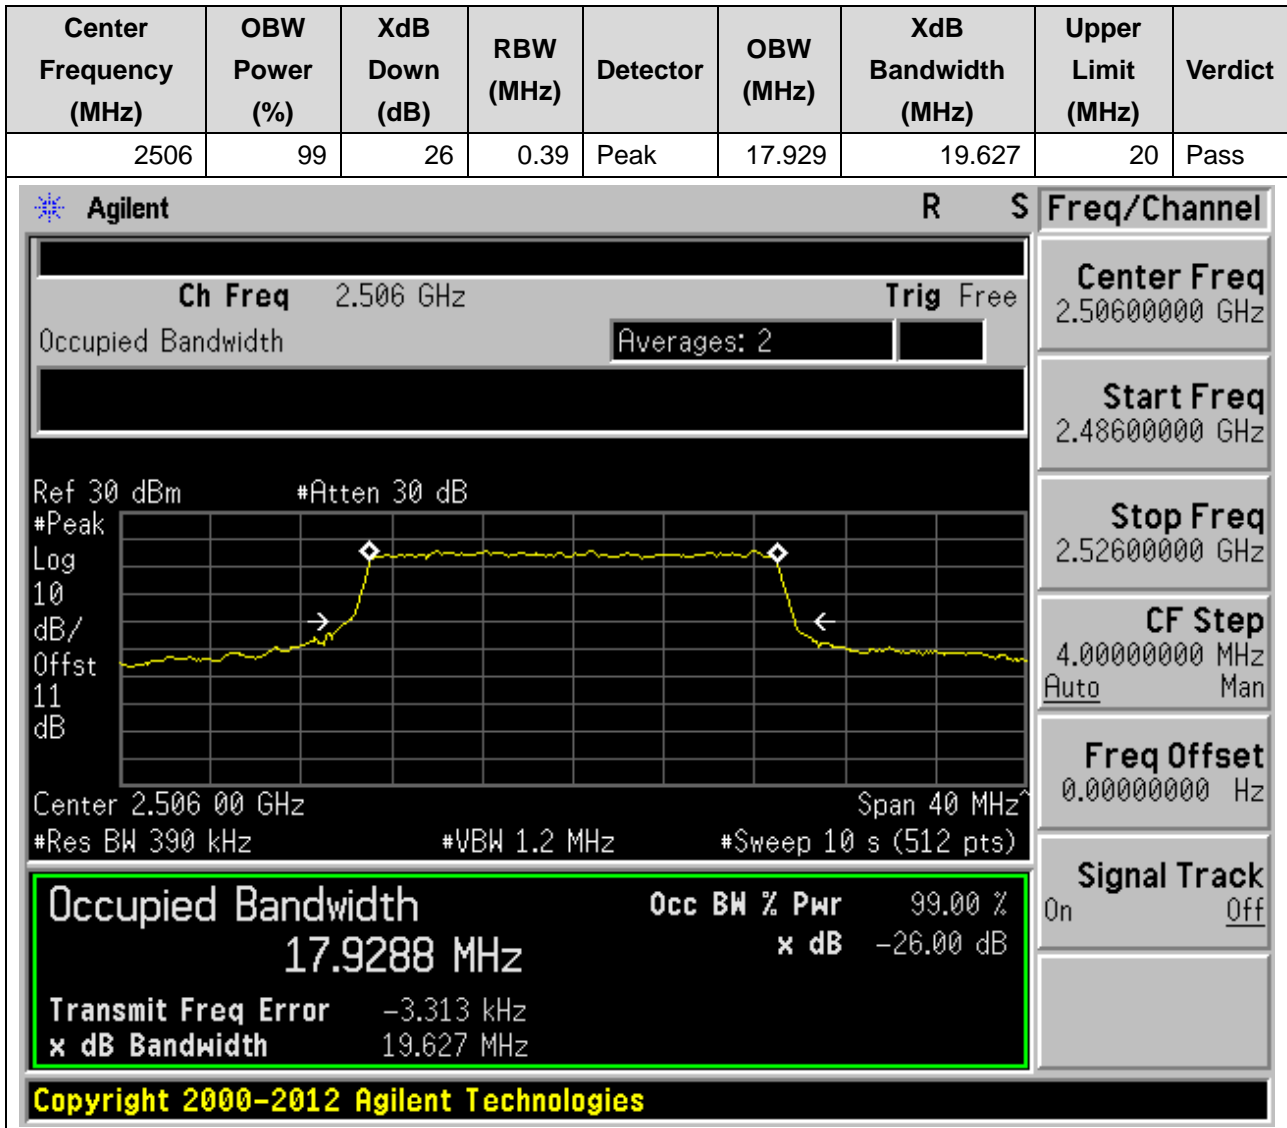 Center Frequency (MHz) OBW Power (%) XdB Down (dB) RBW (MHz) Detector OBW (MHz) XdB Bandwidth (MHz) Upper Limit (MHz) Verdict
2506 99 26 0.39 Peak 17.929 19.627 20 Pass
Agilent R S Freq/Channel
Ch Freq 2.506 GHz Trig Free
Occupied Bandwidth Averages: 2
Center Freq
2.50600000 GHz
Start Freq
2.48600000 GHz
Stop Freq
2.52600000 GHz
CF Step
4.00000000 MHz
Auto Man
Freq Offset
0.00000000 Hz
Signal Track
On Off
Ref 30 dBm #Atten 30 dB
#Peak
Log
10
dB/
Offst
11
dB
Center 2.506 00 GHz Span 40 MHz^
#Res BW 390 kHz #VBW 1.2 MHz #Sweep 10 s (512 pts)
Occupied Bandwidth Occ BW % Pwr 99.00 %
17.9288 MHz x dB -26.00 dB
Transmit Freq Error -3.313 kHz
x dB Bandwidth 19.627 MHz
Copyright 2000-2012 Agilent Technologies